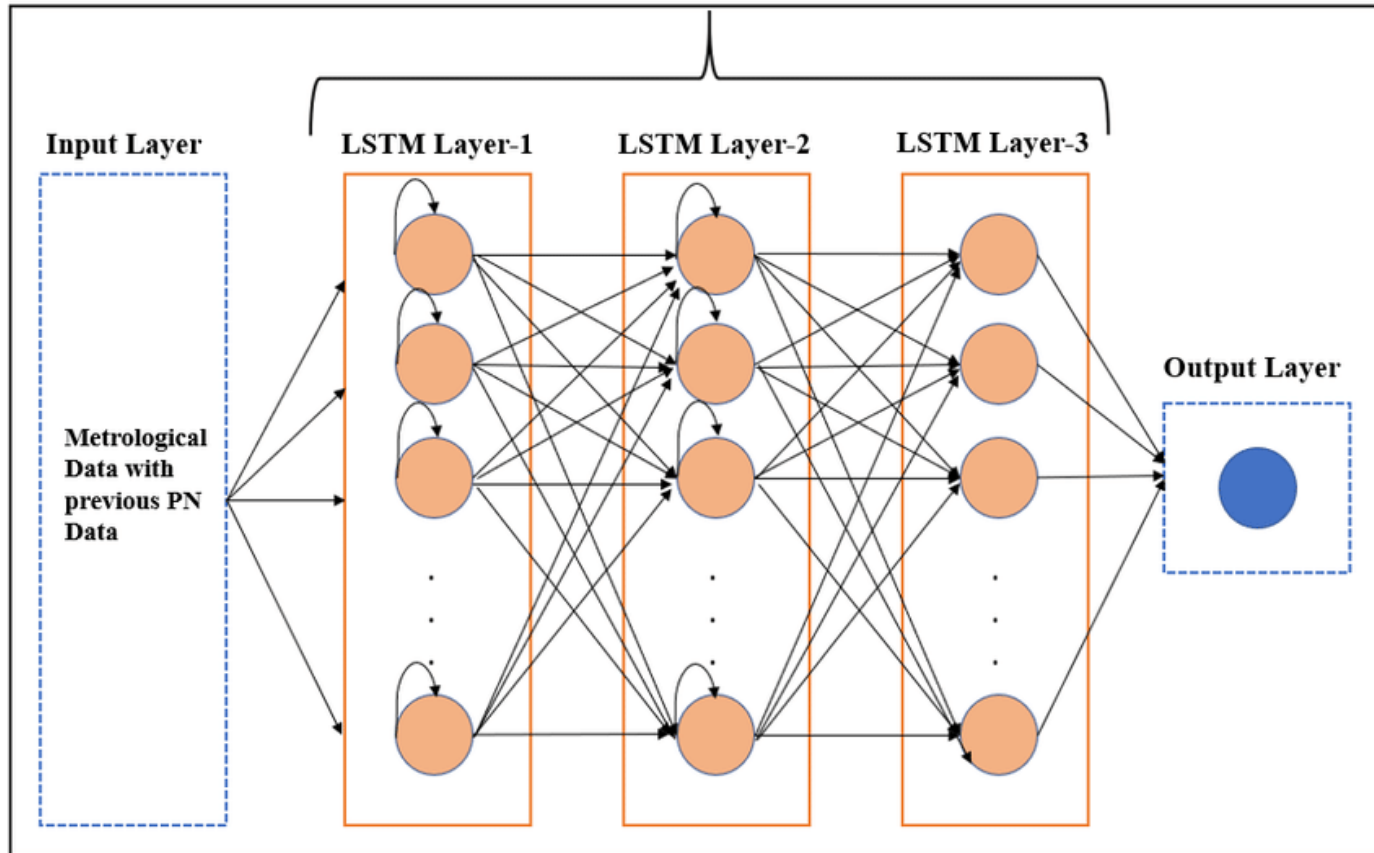 Input Layer
LSTM Layer-1
LSTM Layer-2
LSTM Layer-3
Metrological
Data with
previous PN
Data
Output Layer